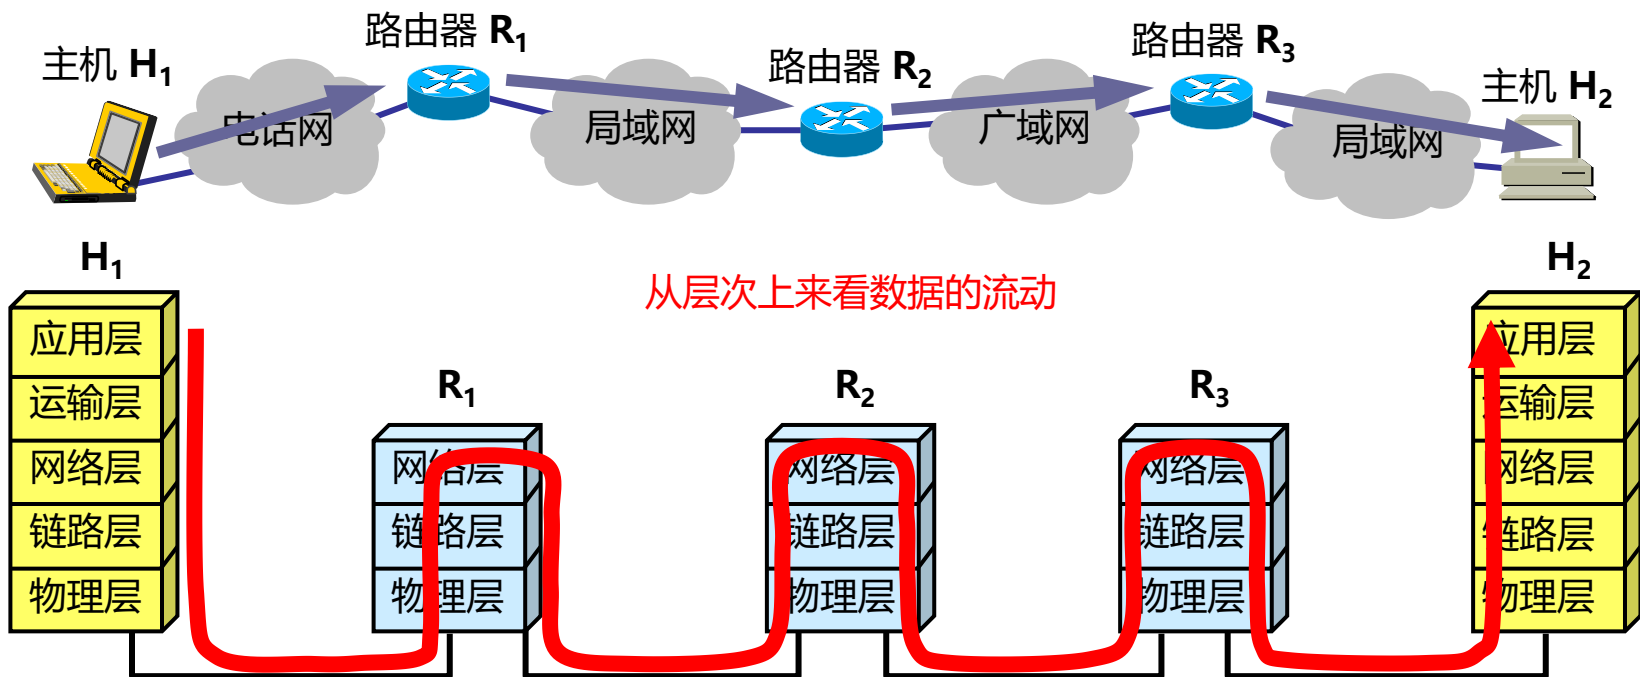 主机 H1
路由器 R1
路由器 R2
路由器 R3
主机 H2
电话网
局域网
广域网
局域网
从层次上来看数据的流动
H1
应用层
运输层
网络层
链路层
物理层
R1
网络层
链路层
物理层
R2
网络层
链路层
物理层
R3
网络层
链路层
物理层
H2
应用层
运输层
网络层
链路层
物理层